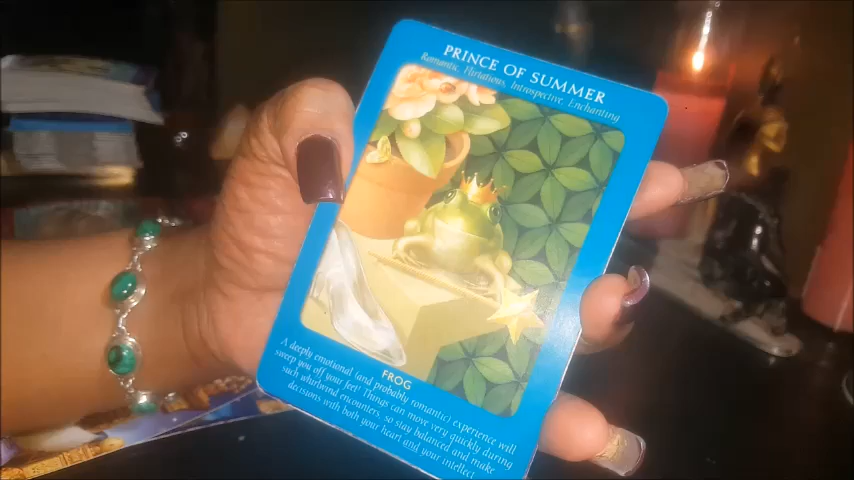 PRINCE OF SUMMER
Romantic, Flirtatious, Introspective, Enchanting
FROG
A deeply emotional (and probably romantic) experience will
sweep you off your feet! Things can move very quickly during
such whirlwind encounters, so stay balanced and make
decisions with both your heart and your intellect.